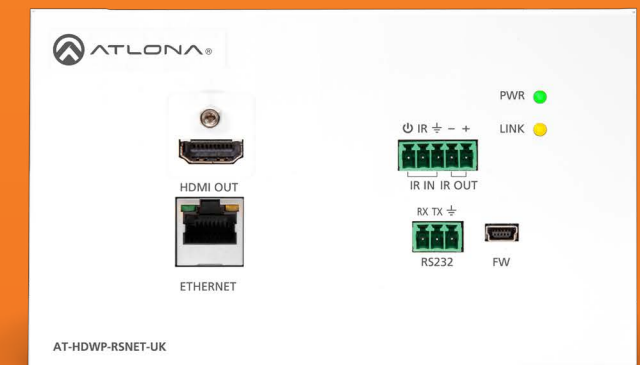 ATLONA®
PWR
LINK
IR ⏚ − +
IR IN IR OUT
HDMI OUT
RX TX ⏚
RS232
FW
ETHERNET
AT-HDWP-RSNET-UK